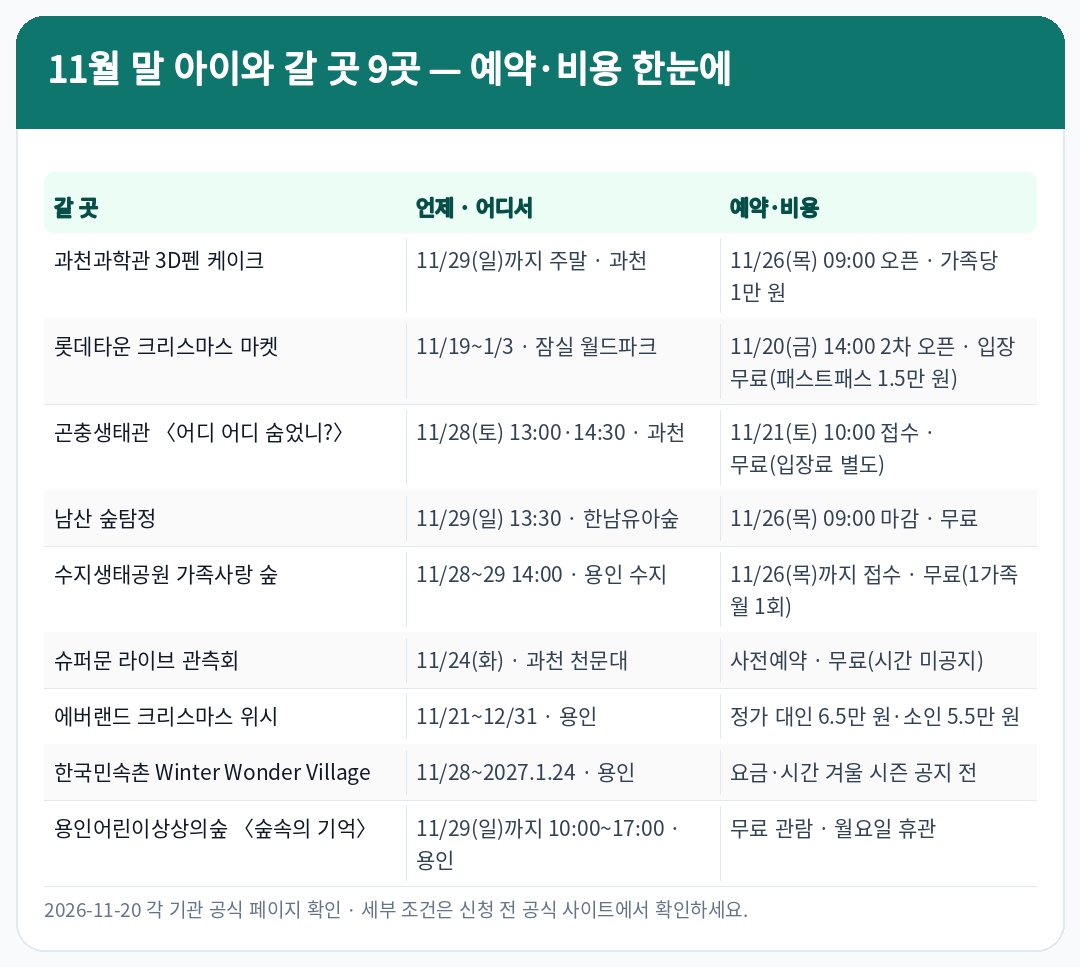 11월 말 아이와 갈 곳 9곳 — 예약·비용 한눈에
갈 곳
언제 · 어디서
예약·비용
과천과학관 3D펜 케이크
11/29(일)까지 주말 · 과천
11/26(목) 09:00 오픈 · 가족당
1만 원
롯데타운 크리스마스 마켓
11/19~1/3 · 잠실 월드파크
11/20(금) 14:00 2차 오픈 · 입장
무료(패스트패스 1.5만 원)
곤충생태관 〈어디 어디 숨었니?〉
11/28(토) 13:00·14:30 · 과천
11/21(토) 10:00 접수 ·
무료(입장료 별도)
남산 숲탐정
11/29(일) 13:30 · 한남유아숲
11/26(목) 09:00 마감 · 무료
수지생태공원 가족사랑 숲
11/28~29 14:00 · 용인 수지
11/26(목)까지 접수 · 무료(1가족
월 1회)
슈퍼문 라이브 관측회
11/24(화) · 과천 천문대
사전예약 · 무료(시간 미공지)
에버랜드 크리스마스 위시
11/21~12/31 · 용인
정가 대인 6.5만 원·소인 5.5만 원
한국민속촌 Winter Wonder Village
11/28~2027.1.24 · 용인
요금·시간 겨울 시즌 공지 전
용인어린이상상의숲 〈숲속의 기억〉
11/29(일)까지 10:00~17:00 ·
용인
무료 관람 · 월요일 휴관
2026-11-20 각 기관 공식 페이지 확인 · 세부 조건은 신청 전 공식 사이트에서 확인하세요.